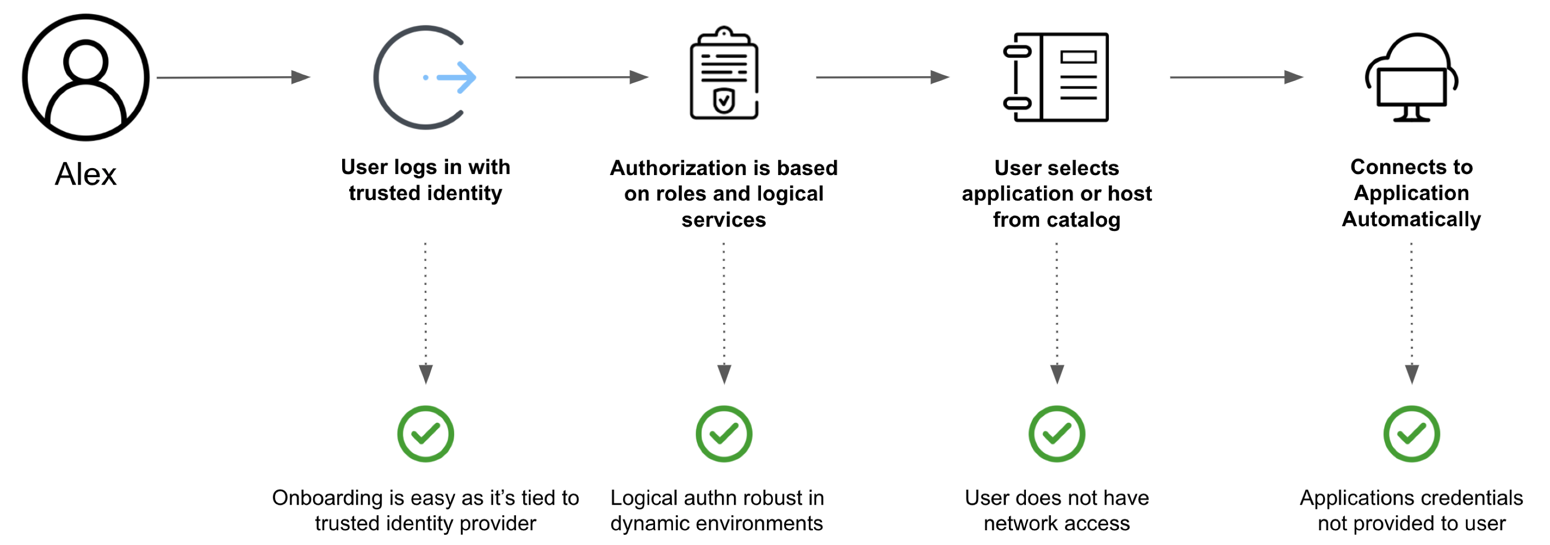 Alex
User logs in with
trusted identity
Authorization is based
on roles and logical
services
User selects
application or host
from catalog
Connects to
Application
Automatically
Onboarding is easy as it's tied to
trusted identity provider
Logical authn robust in
dynamic environments
User does not have
network access
Applications credentials
not provided to user